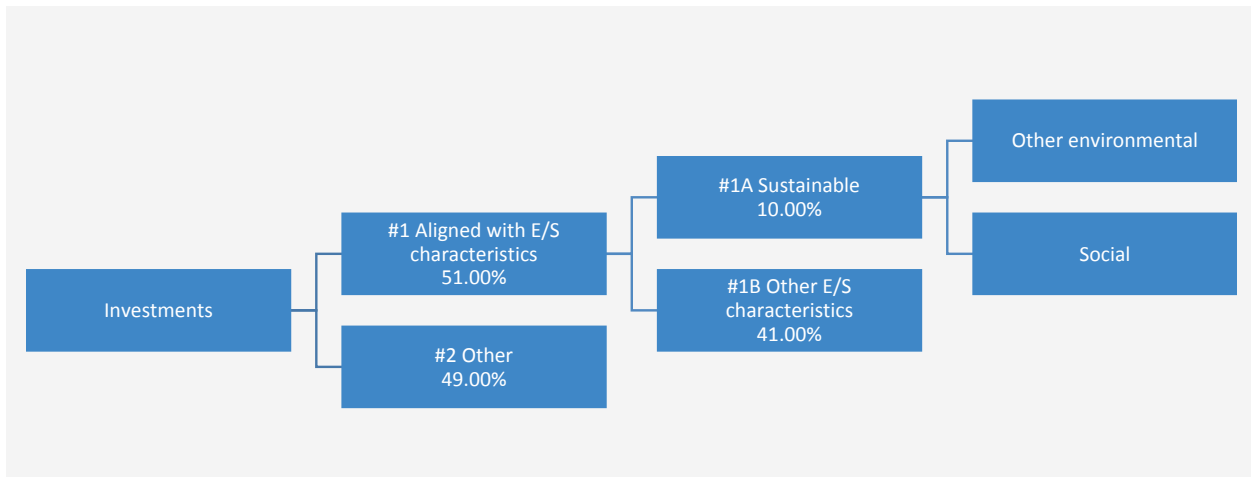 Investments
#1 Aligned with E/S
characteristics
51.00%
#2 Other
49.00%
#1A Sustainable
10.00%
#1B Other E/S
characteristics
41.00%
Other environmental
Social